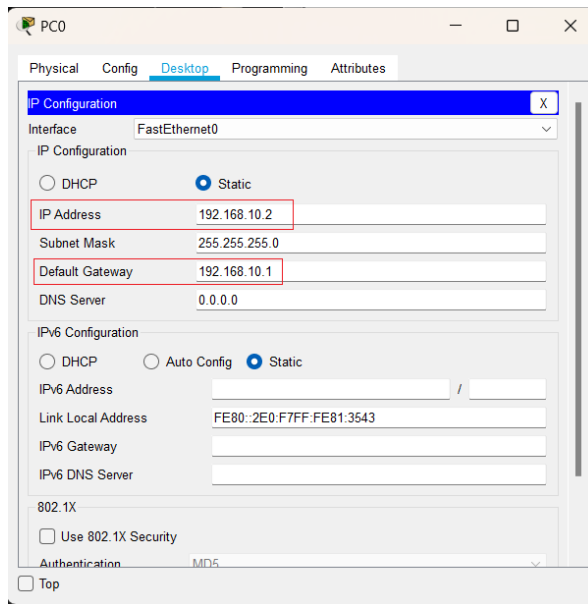 PC0
Physical Config Desktop Programming Attributes
IP Configuration X
Interface FastEthernet0
IP Configuration
DHCP Static
IP Address 192.168.10.2
Subnet Mask 255.255.255.0
Default Gateway 192.168.10.1
DNS Server 0.0.0.0
IPv6 Configuration
DHCP Auto Config Static
IPv6 Address /
Link Local Address FE80::2E0:F7FF:FE81:3543
IPv6 Gateway
IPv6 DNS Server
802.1X
Use 802.1X Security
Authentication MD5
Top